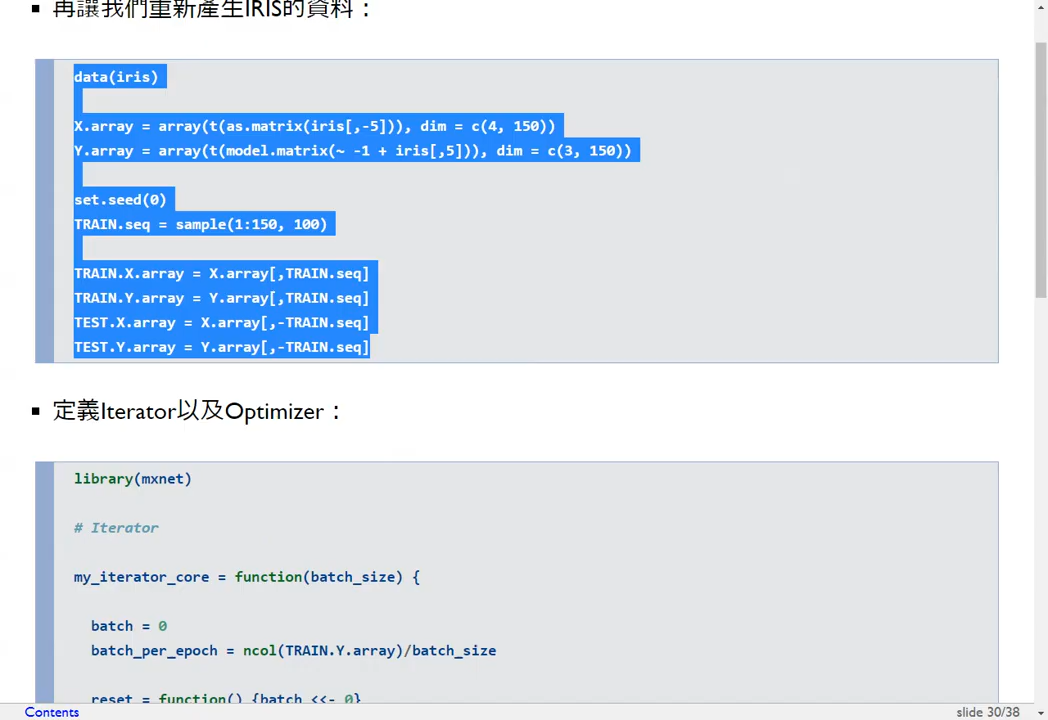 再讓我們重新產生IRIS的資料：
data(iris)
X.array = array(t(as.matrix(iris[,-5])), dim = c(4, 150))
Y.array = array(t(model.matrix(~ -1 + iris[,5])), dim = c(3, 150))
set.seed(0)
TRAIN.seq = sample(1:150, 100)
TRAIN.X.array = X.array[,TRAIN.seq]
TRAIN.Y.array = Y.array[,TRAIN.seq]
TEST.X.array = X.array[,-TRAIN.seq]
TEST.Y.array = Y.array[,-TRAIN.seq]
定義Iterator以及Optimizer：
library(mxnet)
# Iterator
my_iterator_core = function(batch_size) {
batch = 0
batch_per_epoch = ncol(TRAIN.Y.array)/batch_size
reset = function() {batch <<- 0}
Contents
slide 30/38